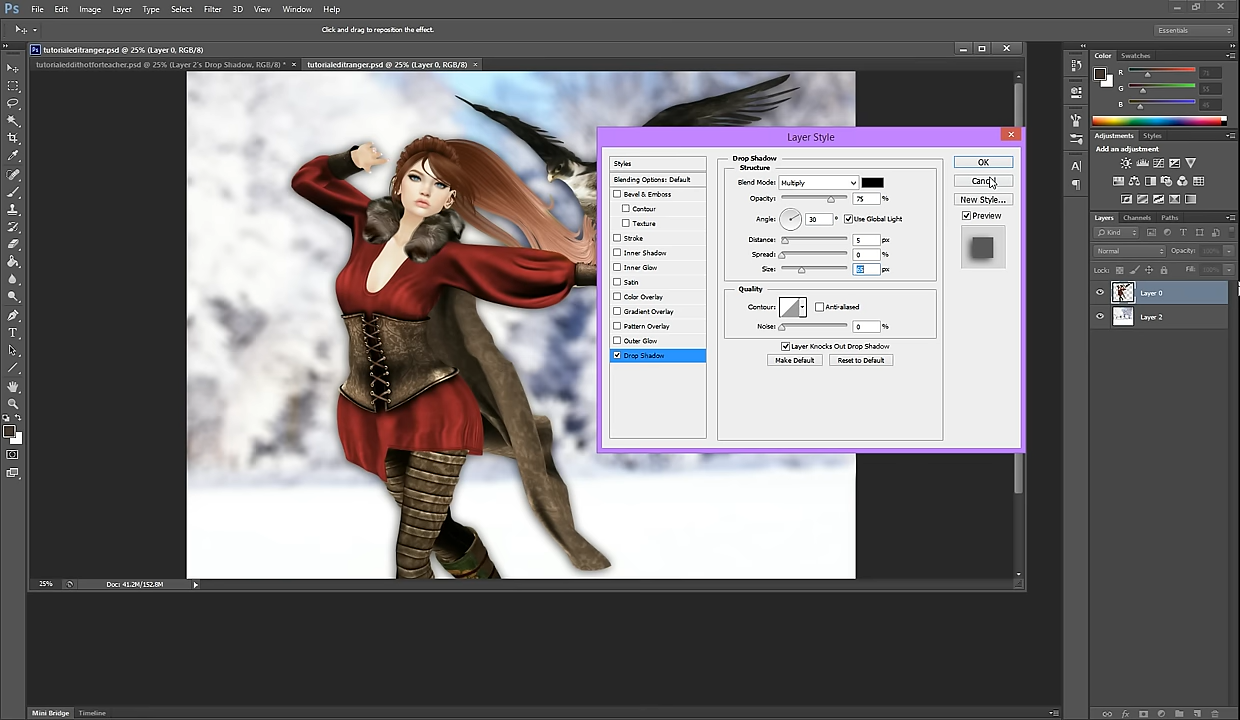 Ps File Edit Image Layer Type Select Filter 3D View Window Help
Click and drag to reposition the effect.
Essentials
tutorialeditranger.psd @ 25% (Layer 0, RGB/8)
tutorialeddithotforteacher.psd @ 25% (Layer 2's Drop Shadow, RGB/8) * ×
tutorialeditranger.psd @ 25% (Layer 0, RGB/8) ×
Layer Style
Styles
Blending Options: Default
Bevel & Emboss
Contour
Texture
Stroke
Inner Shadow
Inner Glow
Satin
Color Overlay
Gradient Overlay
Pattern Overlay
Outer Glow
Drop Shadow
Drop Shadow
Structure
Blend Mode: Multiply
Opacity: 75 %
Angle: 30 ° Use Global Light
Distance: 5 px
Spread: 0 %
Size: 65 px
Quality
Contour: Anti-aliased
Noise: 0 %
Layer Knocks Out Drop Shadow
Make Default Reset to Default
OK
Cancel
New Style...
Preview
Color Swatches
R
G
B
Adjustments Styles
Add an adjustment
Layers Channels Paths
Kind
Normal Opacity:
Lock: Fill:
Layer 0
Layer 2
25% Doc: 41.2M/152.8M
Mini Bridge Timeline